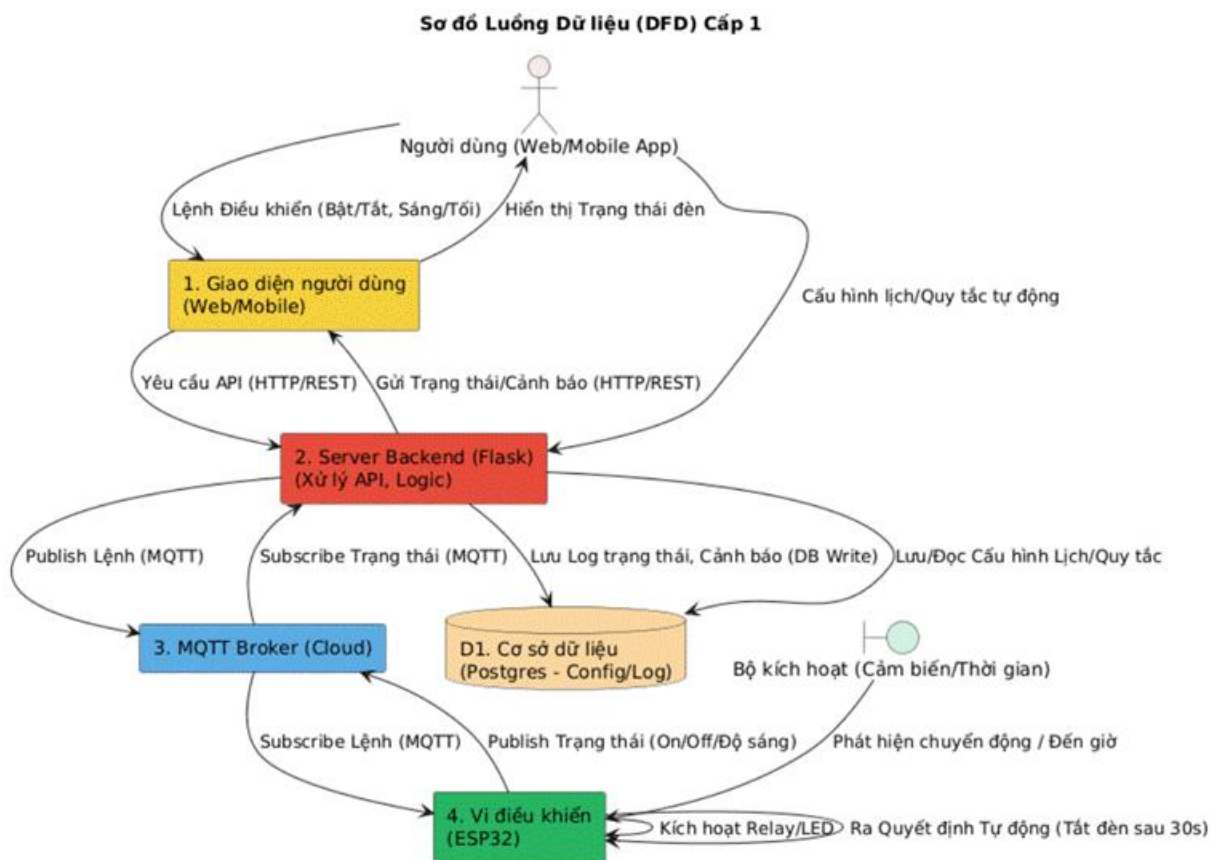 Sơ đồ Luồng Dữ liệu (DFD) Cấp 1
Người dùng (Web/Mobile App)
Lệnh Điều khiển (Bật/Tắt, Sáng/Tối)
Hiển thị Trạng thái đèn
1. Giao diện người dùng
(Web/Mobile)
Cấu hình lịch/Quy tắc tự động
Yêu cầu API (HTTP/REST)
Gửi Trạng thái/Cảnh báo (HTTP/REST)
2. Server Backend (Flask)
(Xử lý API, Logic)
Publish Lệnh (MQTT)
Subscribe Trạng thái (MQTT)
Lưu Log trạng thái, Cảnh báo (DB Write)
Lưu/Đọc Cấu hình Lịch/Quy tắc
3. MQTT Broker (Cloud)
D1. Cơ sở dữ liệu
(Postgres - Config/Log)
Bộ kích hoạt (Cảm biến/Thời gian)
Subscribe Lệnh (MQTT)
Publish Trạng thái (On/Off/Độ sáng)
Phát hiện chuyển động / Đến giờ
4. Vi điều khiển
(ESP32)
Kích hoạt Relay/LED
Ra Quyết định Tự động (Tắt đèn sau 30s)